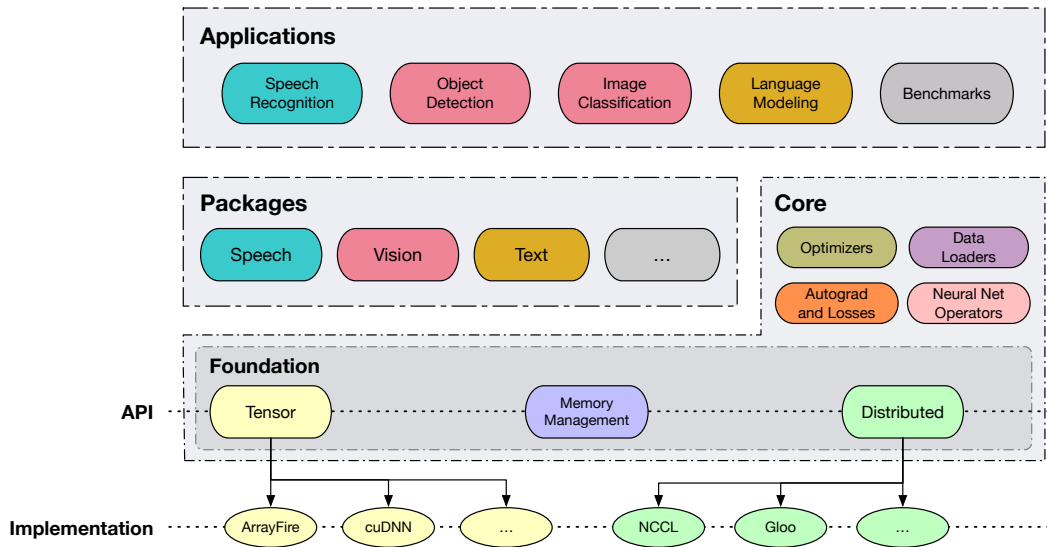 Applications
Speech
Recognition
Object
Detection
Image
Classification
Language
Modeling
Benchmarks
Packages
Speech
Vision
Text
...
Core
Optimizers
Data
Loaders
Autograd
and Losses
Neural Net
Operators
Foundation
API
Tensor
Memory
Management
Distributed
Implementation
ArrayFire
cuDNN
...
NCCL
Gloo
...